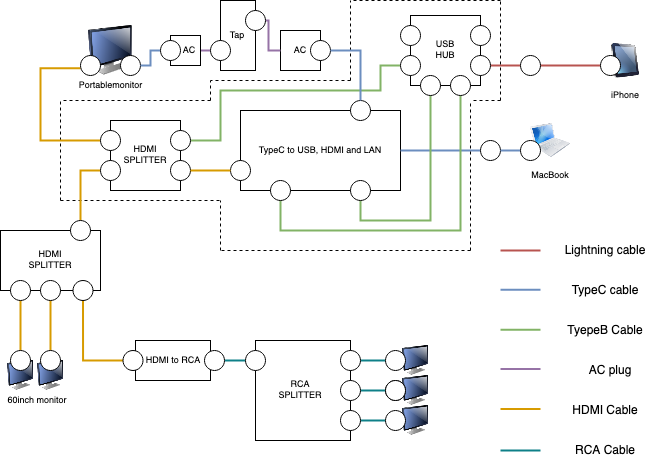 AC
Tap
AC
USB
HUB
Portablemonitor
iPhone
HDMI
SPLITTER
TypeC to USB, HDMI and LAN
MacBook
HDMI
SPLITTER
Lightning cable
TypeC cable
TyepeB Cable
HDMI to RCA
RCA
SPLITTER
AC plug
60inch monitor
HDMI Cable
RCA Cable